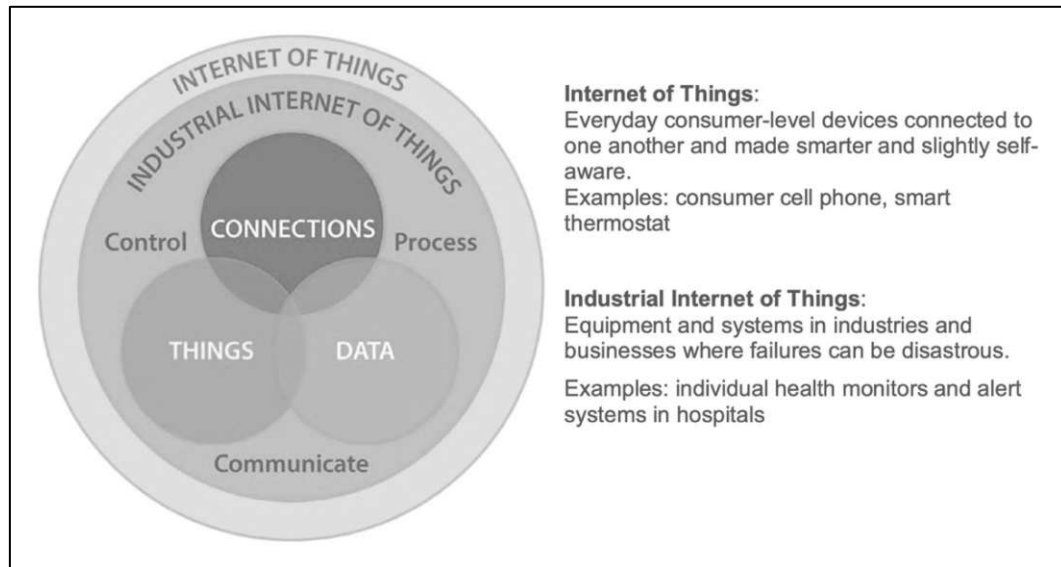 INTERNET OF THINGS
INDUSTRIAL INTERNET OF THINGS
CONNECTIONS
Control
Process
THINGS
DATA
Communicate
Internet of Things:
Everyday consumer-level devices connected to
one another and made smarter and slightly self-
aware.
Examples: consumer cell phone, smart
thermostat
Industrial Internet of Things:
Equipment and systems in industries and
businesses where failures can be disastrous.
Examples: individual health monitors and alert
systems in hospitals